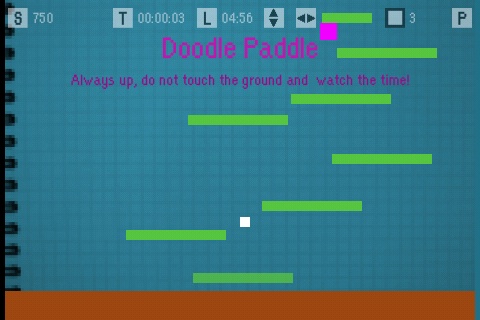 S 750 T 00:00:03 L 04:56 3 P
Doodle Paddle
Always up, do not touch the ground and watch the time!